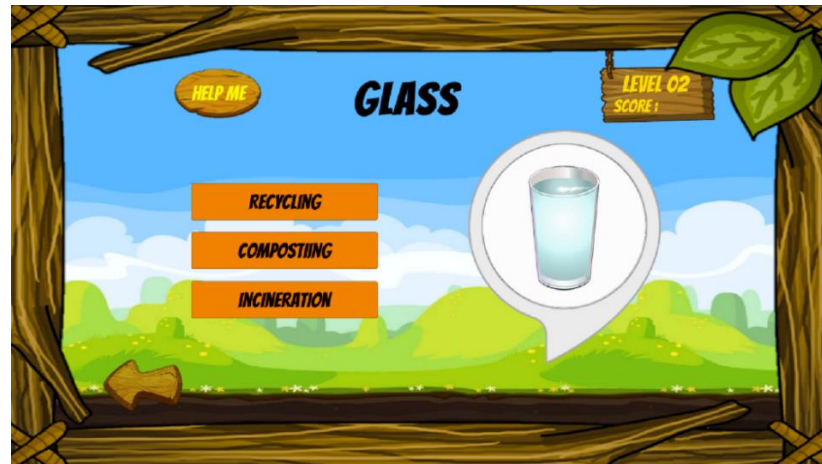 HELP ME
GLASS
LEVEL 02
SCORE :
RECYCLING
COMPOSTIING
INCINERATION